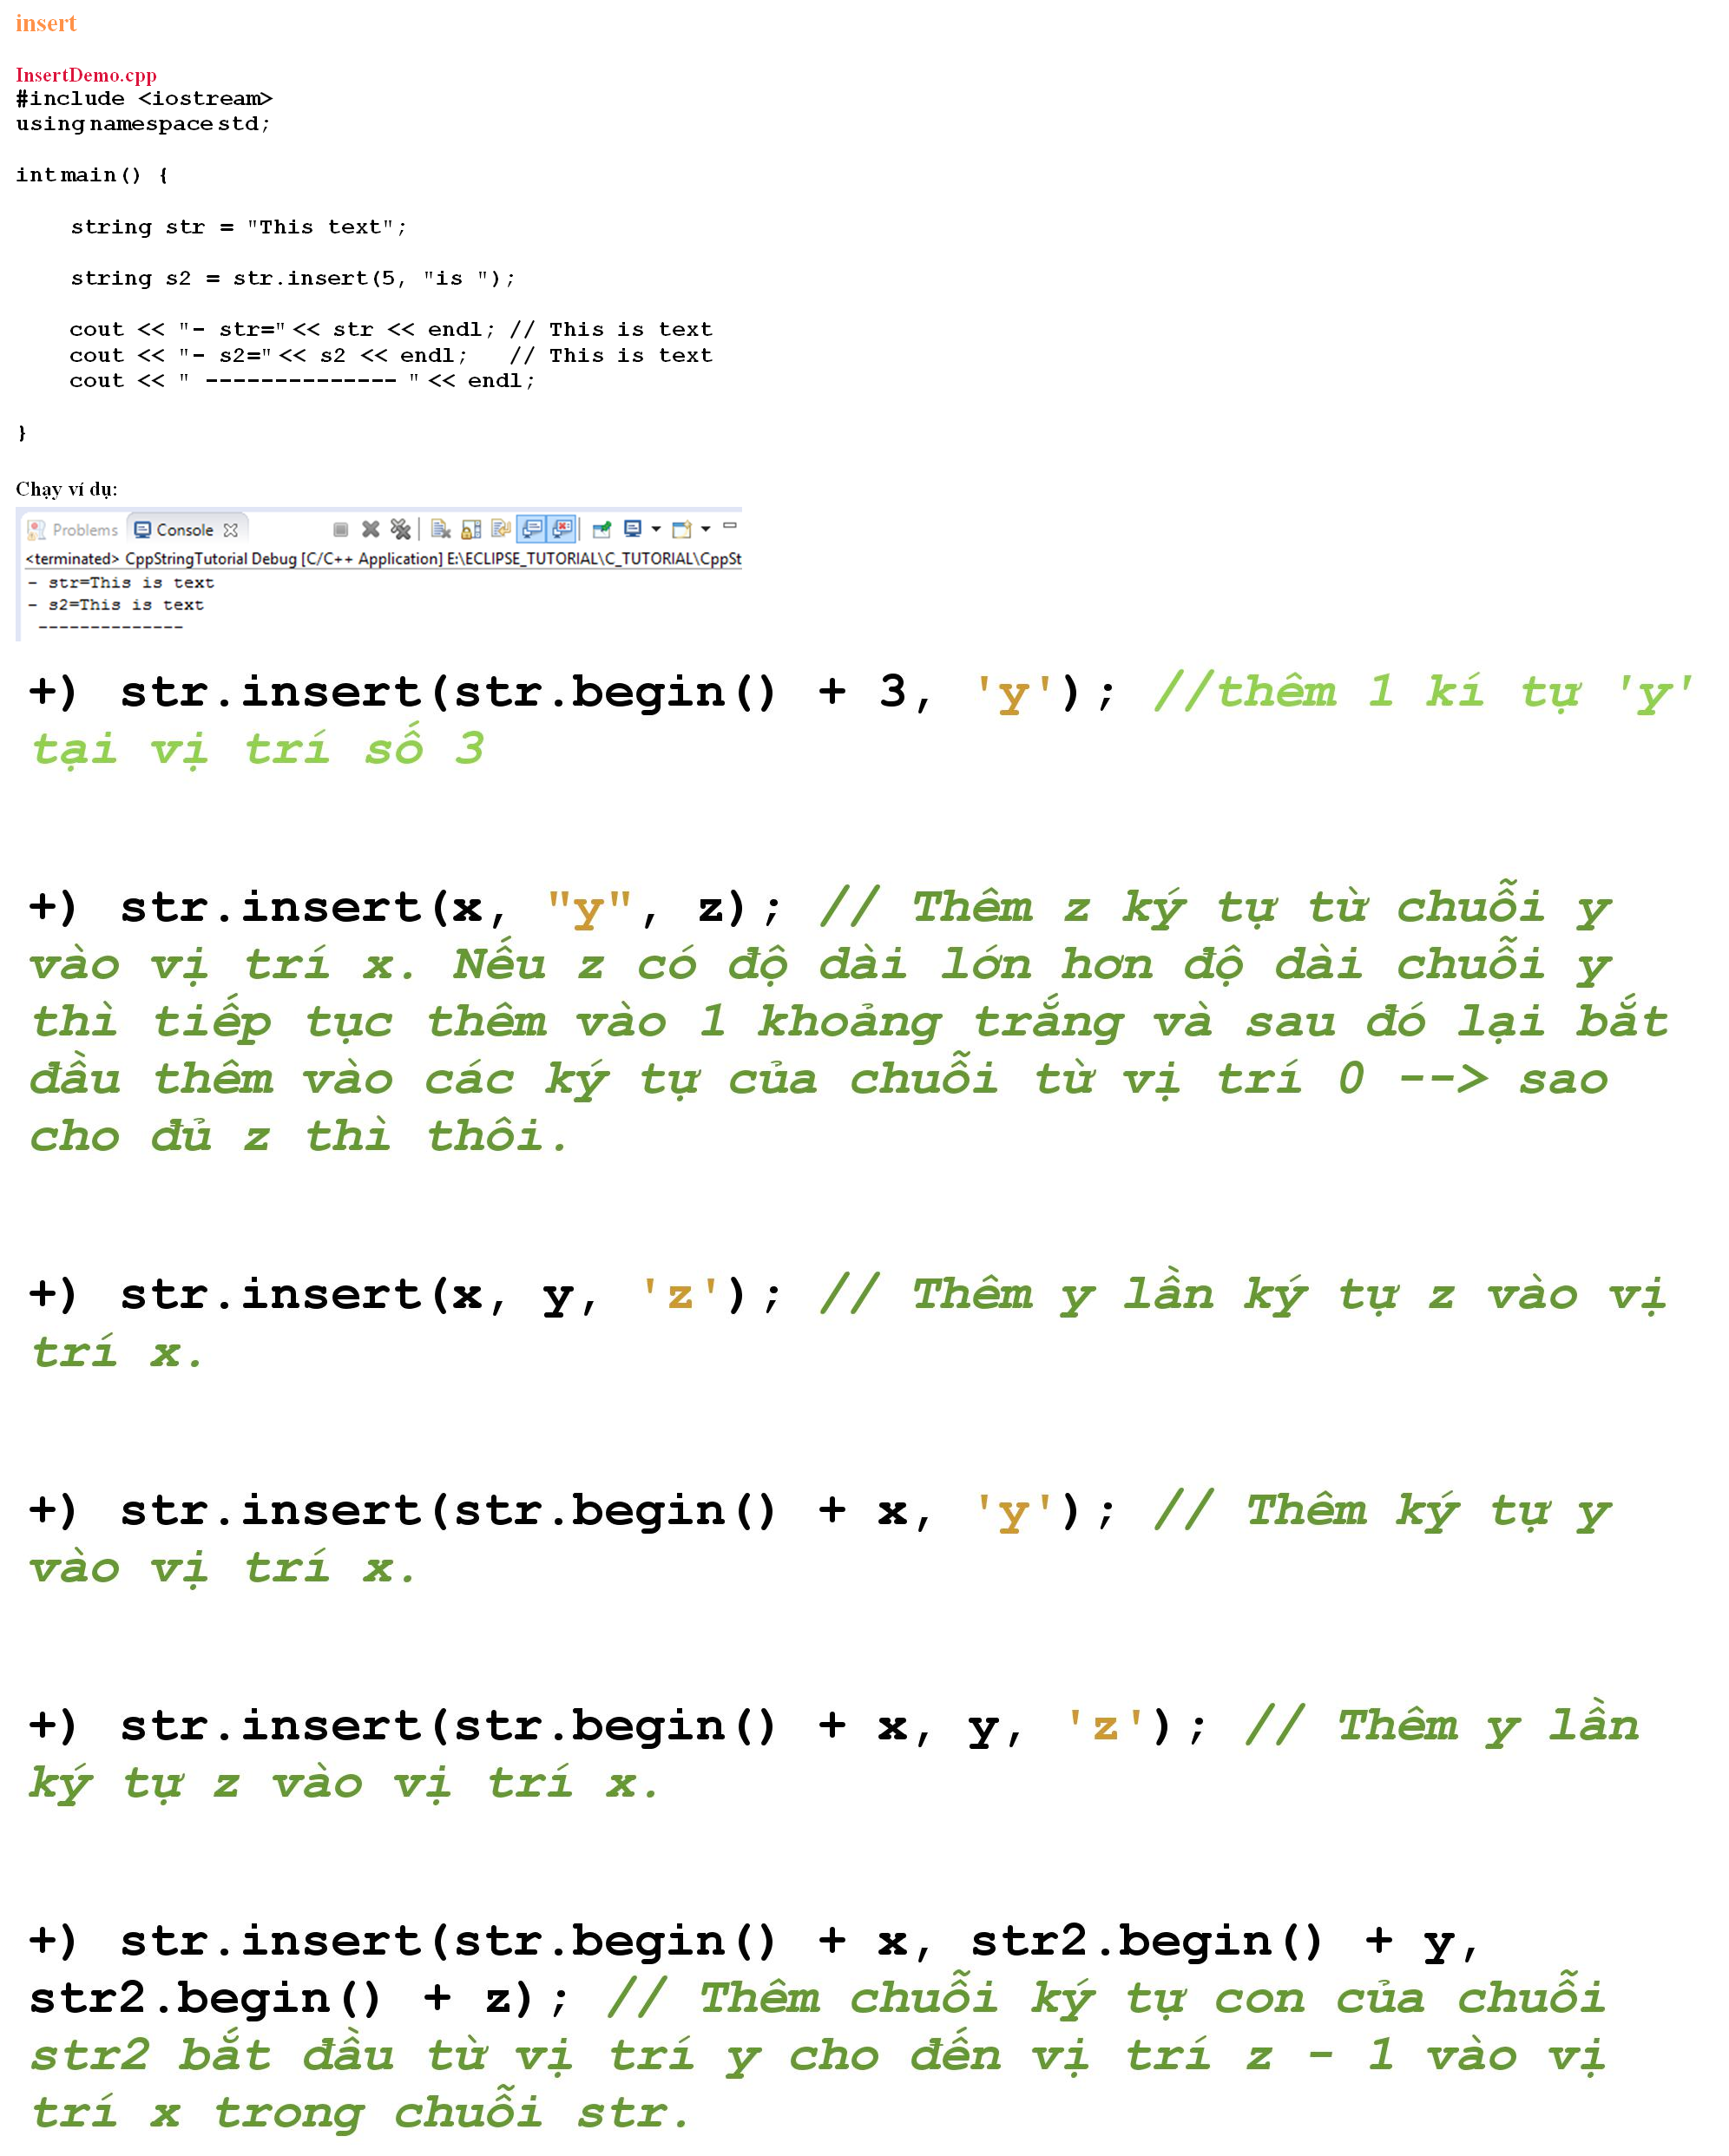 insert
InsertDemo.cpp
#include <iostream>
using namespace std;
int main() {
string str = "This text";
string s2 = str.insert(5, "is ");
cout << "- str=" << str << endl; // This is text
cout << "- s2=" << s2 << endl;   // This is text
cout << " -------------- " << endl;
}
Chạy ví dụ:
Problems Console
<terminated> CppStringTutorial Debug [C/C++ Application] E:\ECLIPSE_TUTORIAL\C_TUTORIAL\CppSt
- str=This is text
- s2=This is text
--------------
+) str.insert(str.begin() + 3, 'y'); //thêm 1 kí tự 'y'
tại vị trí số 3
+) str.insert(x, "y", z); // Thêm z ký tự từ chuỗi y
vào vị trí x. Nếu z có độ dài lớn hơn độ dài chuỗi y
thì tiếp tục thêm vào 1 khoảng trắng và sau đó lại bắt
đầu thêm vào các ký tự của chuỗi từ vị trí 0 --> sao
cho đủ z thì thôi.
+) str.insert(x, y, 'z'); // Thêm y lần ký tự z vào vị
trí x.
+) str.insert(str.begin() + x, 'y'); // Thêm ký tự y
vào vị trí x.
+) str.insert(str.begin() + x, y, 'z'); // Thêm y lần
ký tự z vào vị trí x.
+) str.insert(str.begin() + x, str2.begin() + y,
str2.begin() + z); // Thêm chuỗi ký tự con của chuỗi
str2 bắt đầu từ vị trí y cho đến vị trí z - 1 vào vị
trí x trong chuỗi str.